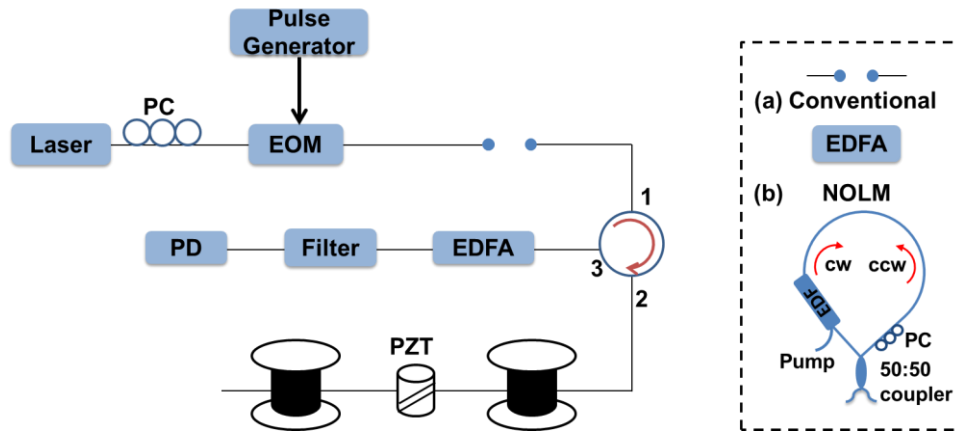 Pulse
Generator
PC
Laser
EOM
1
PD
Filter
EDFA
3
2
PZT
(a) Conventional
EDFA
(b) NOLM
cw ccw
EDF
PC
Pump
50:50
coupler